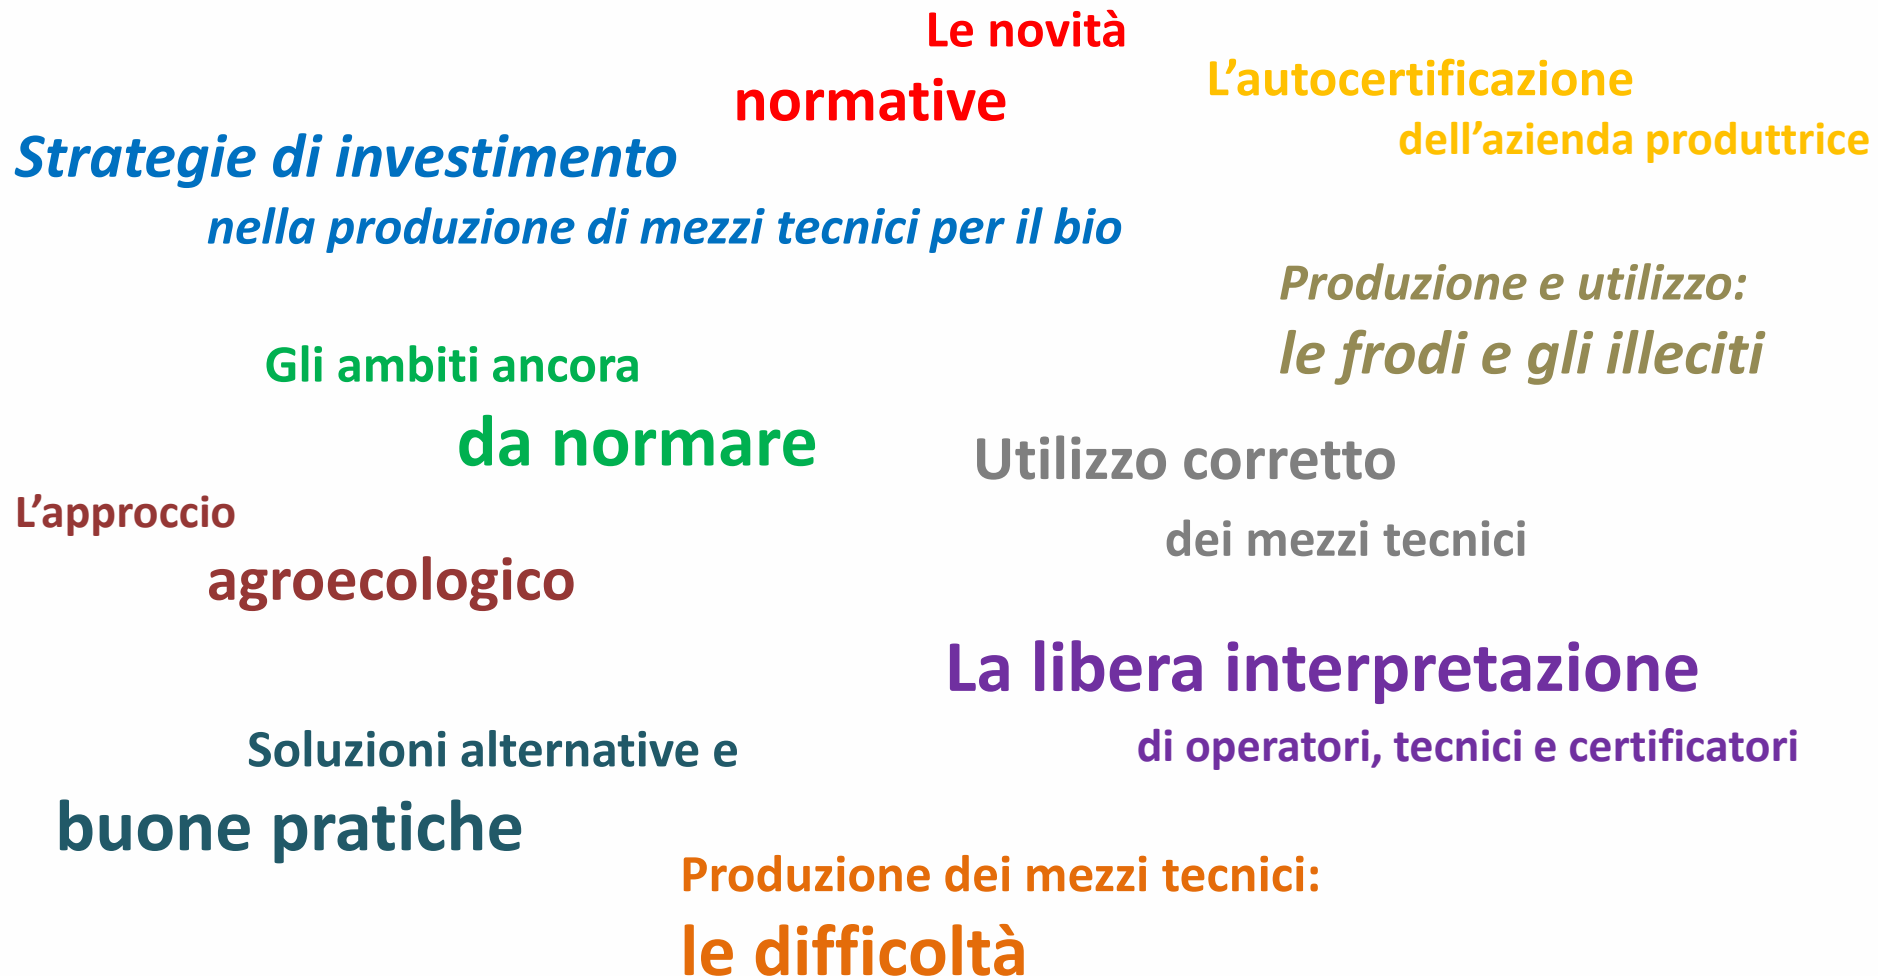 Le novità
normative
L’autocertificazione
dell’azienda produttrice
Strategie di investimento
nella produzione di mezzi tecnici per il bio
Produzione e utilizzo:
le frodi e gli illeciti
Gli ambiti ancora
da normare
Utilizzo corretto
dei mezzi tecnici
L’approccio
agroecologico
La libera interpretazione
di operatori, tecnici e certificatori
Soluzioni alternative e
buone pratiche
Produzione dei mezzi tecnici:
le difficoltà